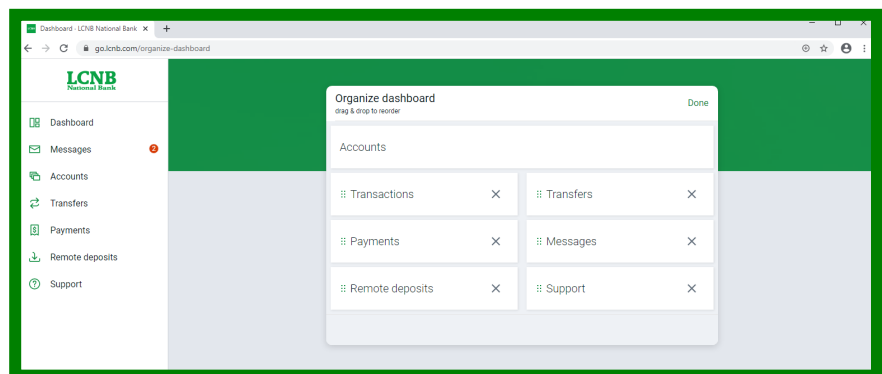 Dashboard - LCNB National Bank
go.lcnb.com/organize-dashboard
LCNB
National Bank
Dashboard
Messages 2
Accounts
Transfers
Payments
Remote deposits
Support
Organize dashboard
drag & drop to reorder
Done
Accounts
Transactions
Transfers
Payments
Messages
Remote deposits
Support